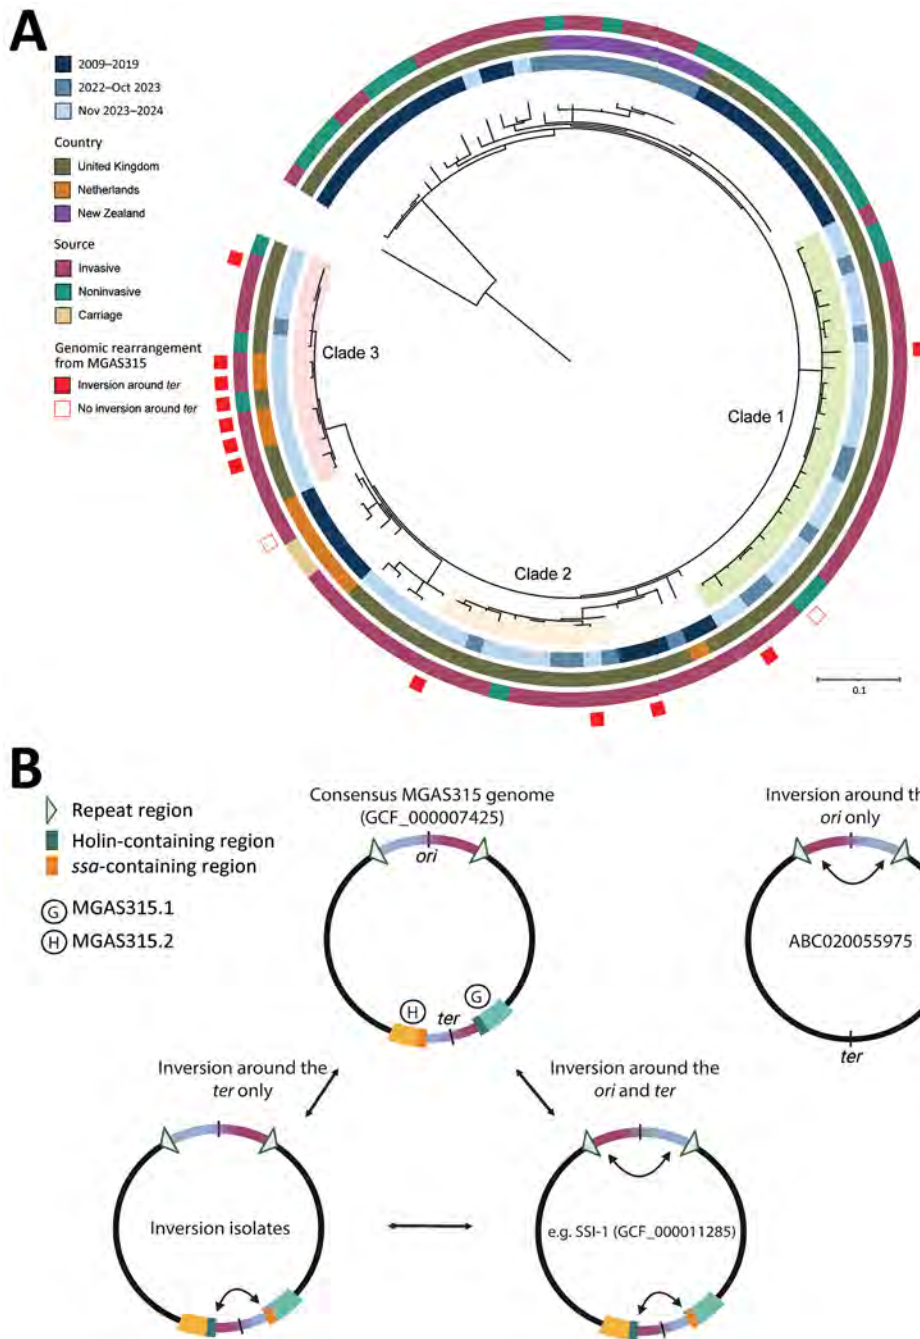 A
2009–2019
2022–Oct 2023
Nov 2023–2024
Country
United Kingdom
Netherlands
New Zealand
Source
Invasive
Noninvasive
Carriage
Genomic rearrangement
from MGAS315
Inversion around ter
No inversion around ter
Clade 3
Clade 1
Clade 2
0.1
B
Repeat region
Holin-containing region
ssa-containing region
G MGAS315.1
H MGAS315.2
Consensus MGAS315 genome
(GCF_000007425)
ori
H
G
ter
Inversion around th
ori only
ABC020055975
ter
Inversion around the
ter only
Inversion around the
ori and ter
Inversion isolates
e.g. SSI-1 (GCF_000011285)